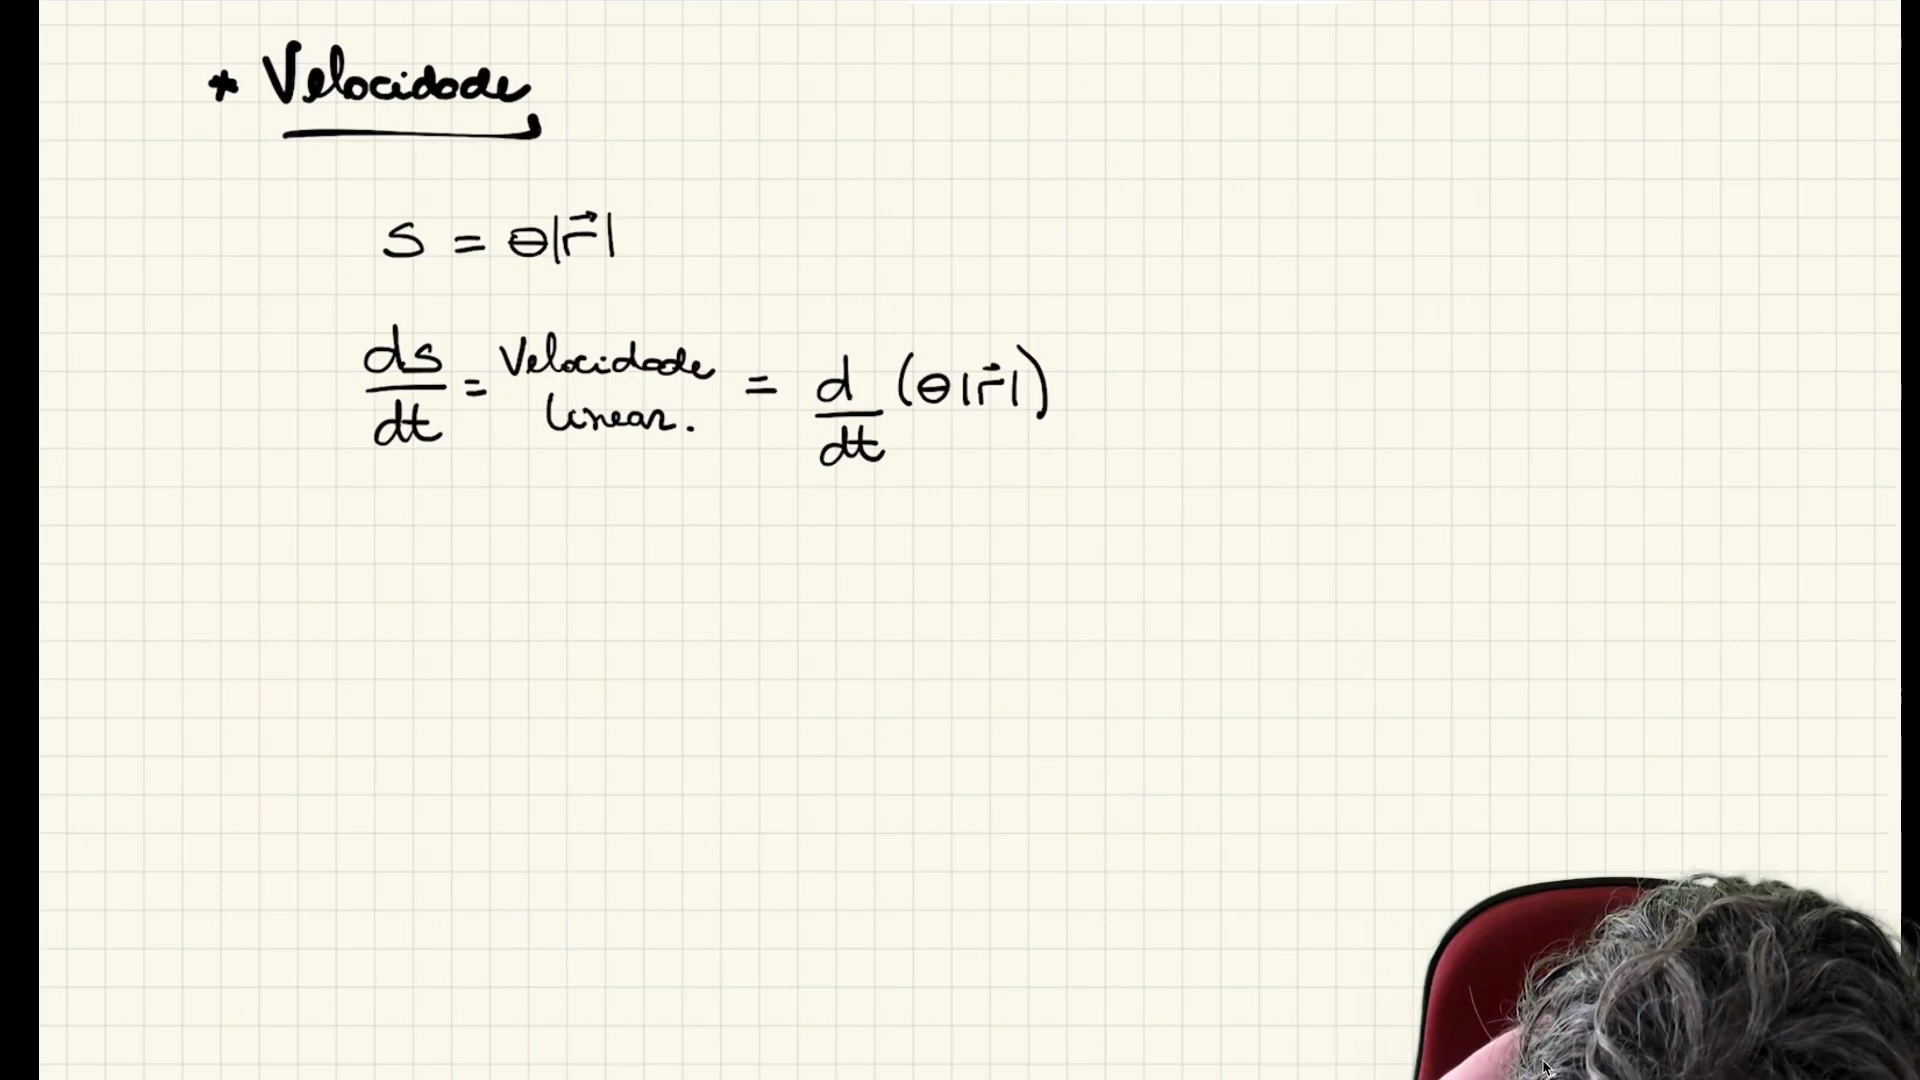 * Velocidade
s = θ|r⃗|
ds/dt = Velocidade linear. = d/dt (θ|r⃗|)